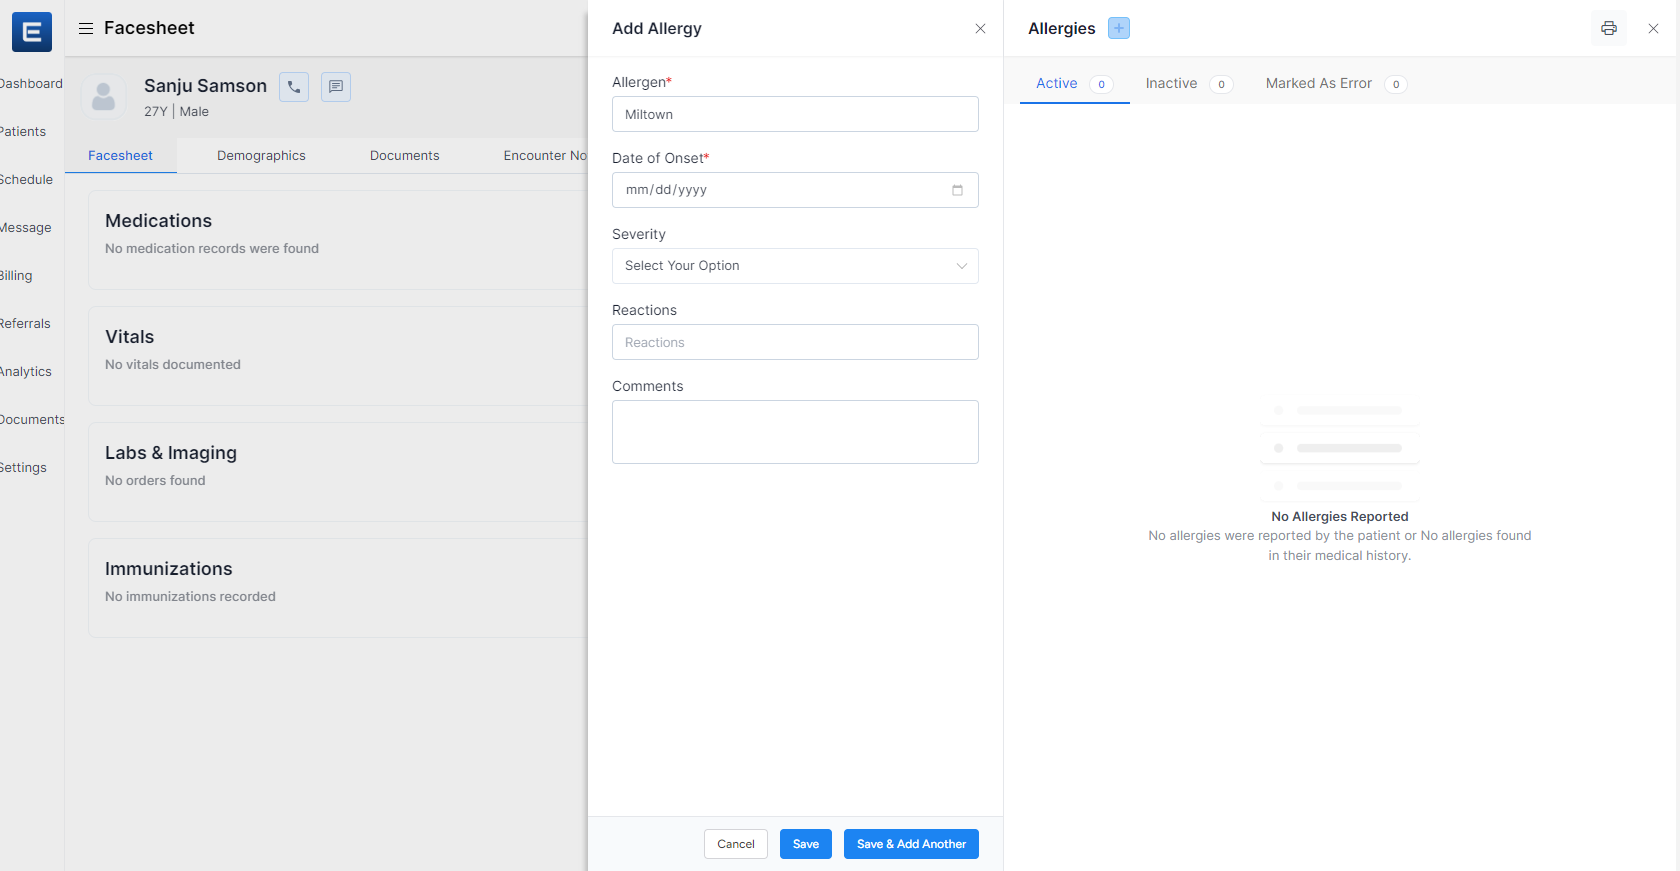 E
Facesheet
Sanju Samson
27Y | Male
Facesheet
Demographics
Documents
Encounter No
Dashboard
Patients
Schedule
Message
Billing
Referrals
Analytics
Documents
Settings
Medications
No medication records were found
Vitals
No vitals documented
Labs & Imaging
No orders found
Immunizations
No immunizations recorded
Add Allergy
Allergen*
Miltown
Date of Onset*
mm/dd/yyyy
Severity
Select Your Option
Reactions
Reactions
Comments
Cancel
Save
Save & Add Another
Allergies
Active 0
Inactive 0
Marked As Error 0
No Allergies Reported
No allergies were reported by the patient or No allergies found
in their medical history.